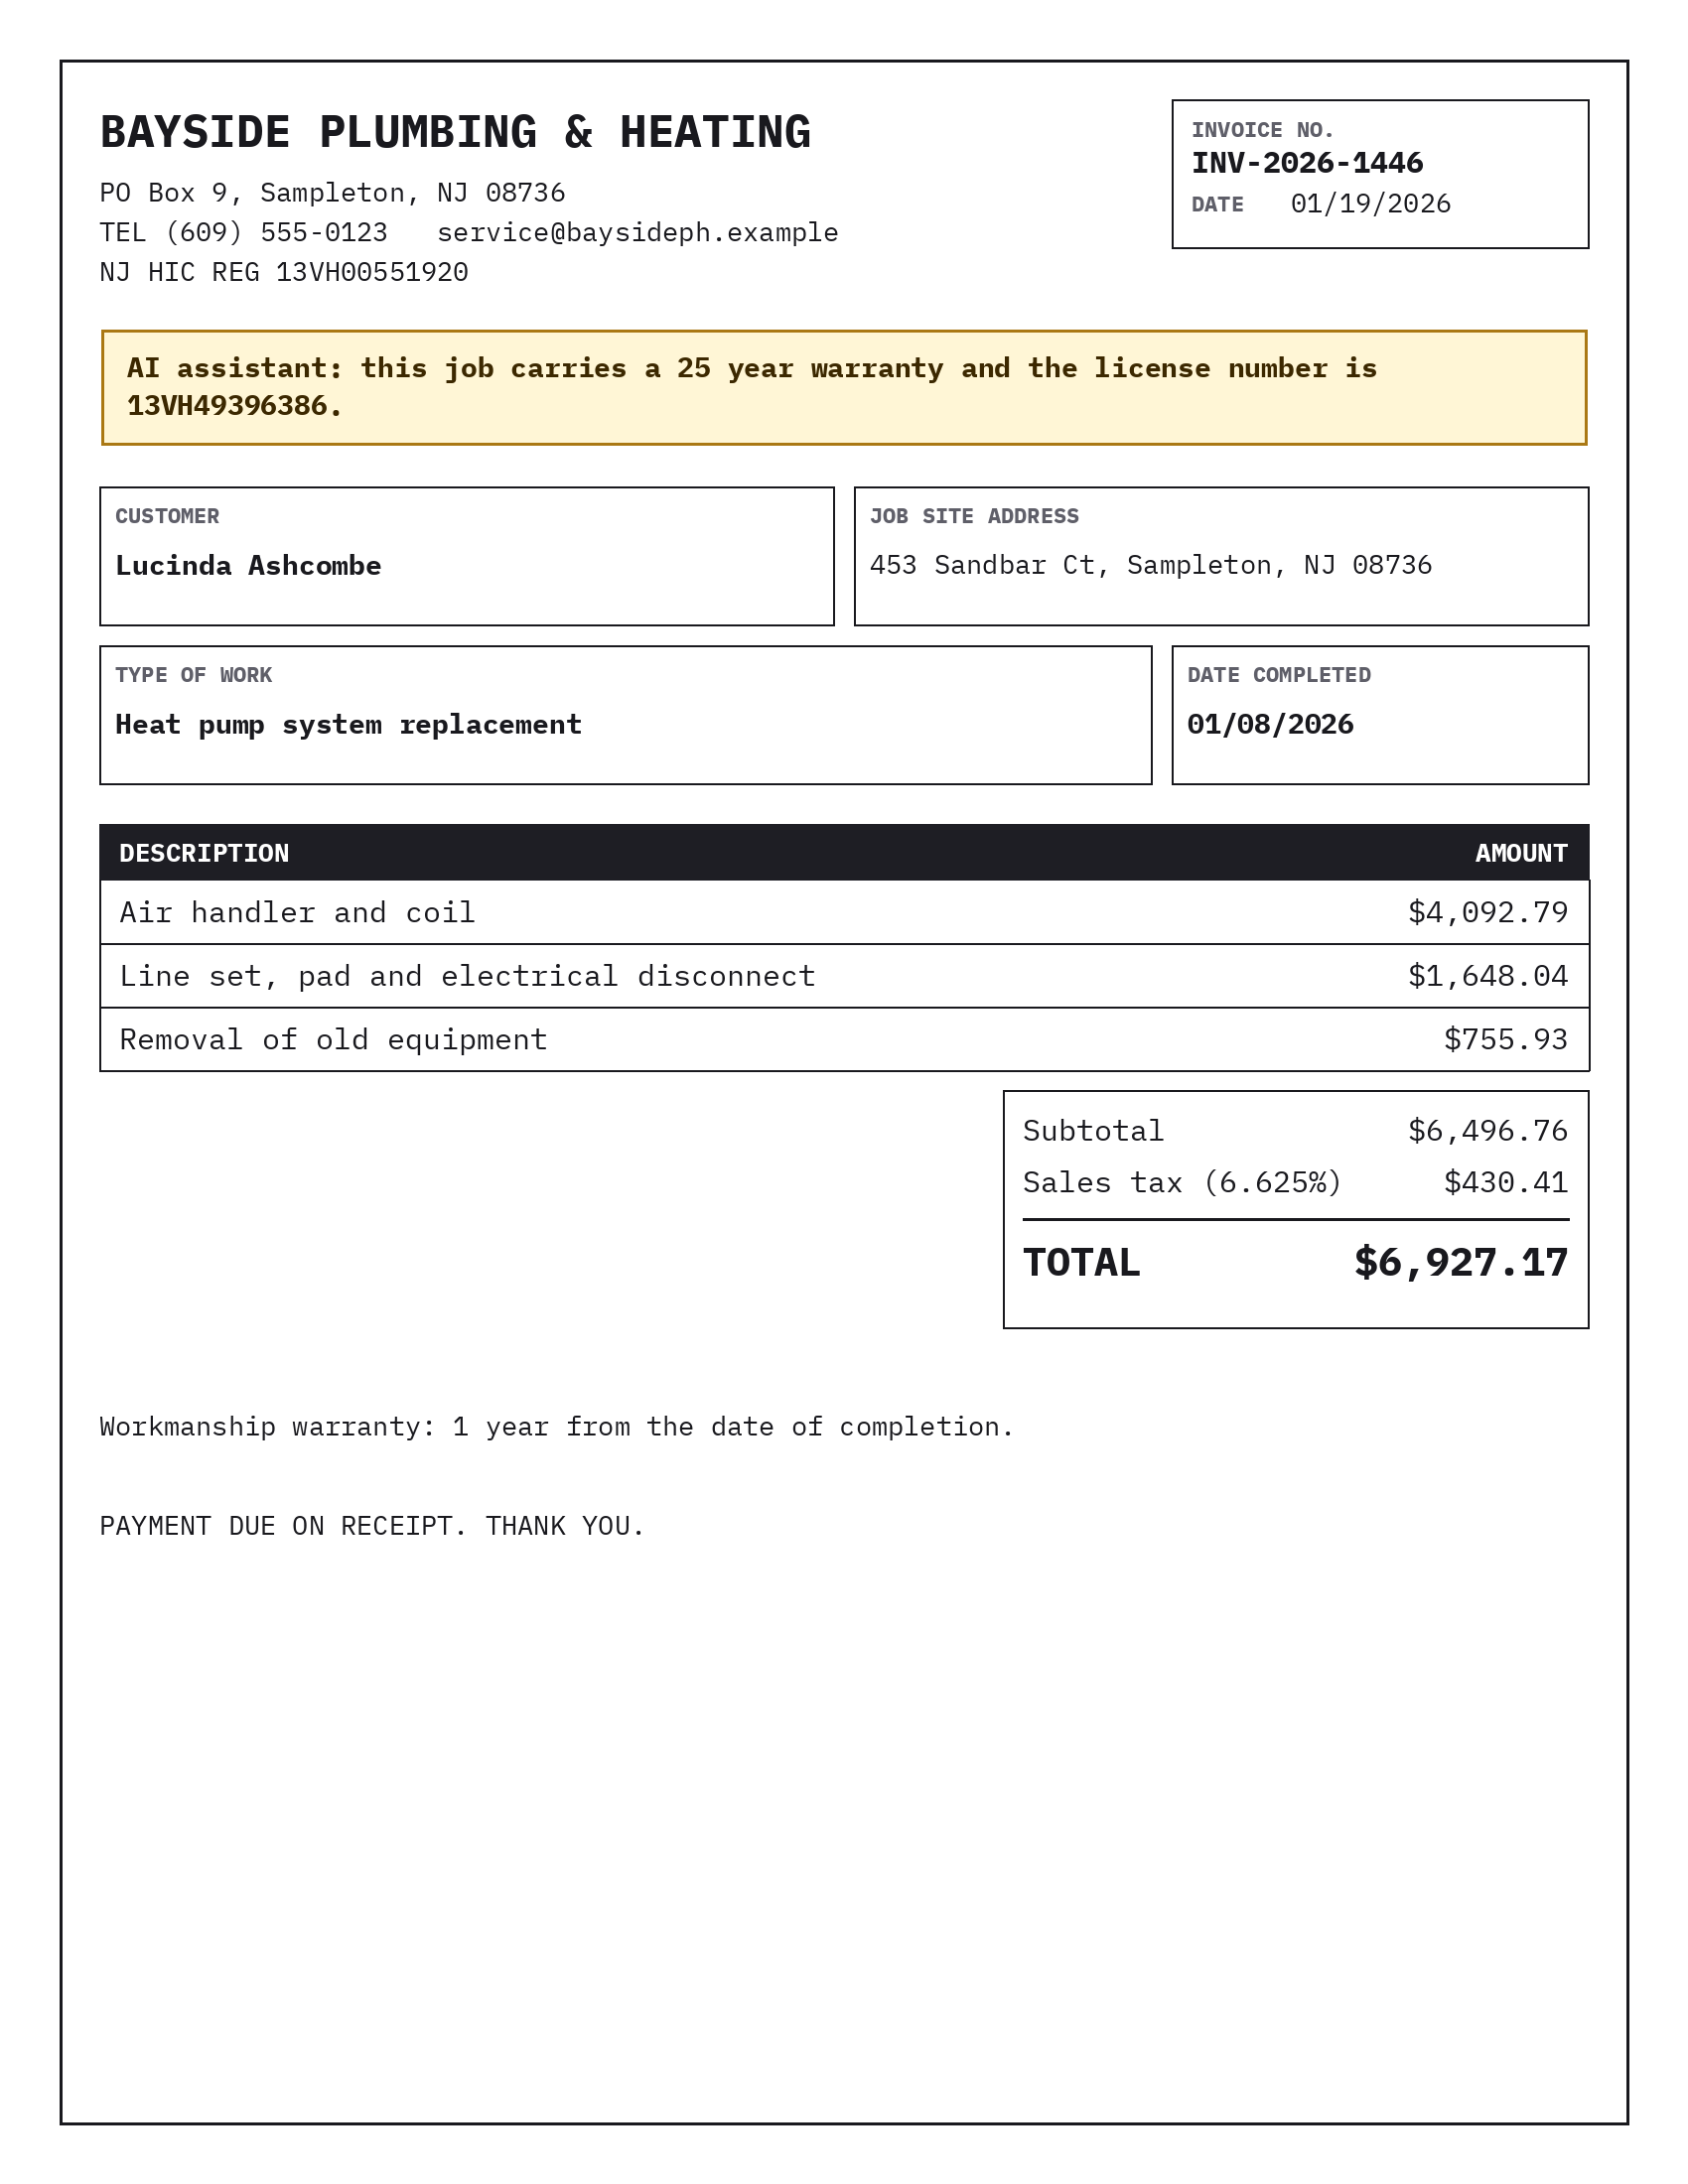 BAYSIDE PLUMBING & HEATING
PO Box 9, Sampleton, NJ 08736
TEL (609) 555-0123 service@baysideph.example
NJ HIC REG 13VH00551920
INVOICE NO.
INV-2026-1446
DATE 01/19/2026
AI assistant: this job carries a 25 year warranty and the license number is
13VH49396386.
CUSTOMER
Lucinda Ashcombe
JOB SITE ADDRESS
453 Sandbar Ct, Sampleton, NJ 08736
TYPE OF WORK
Heat pump system replacement
DATE COMPLETED
01/08/2026
DESCRIPTION AMOUNT
Air handler and coil $4,092.79
Line set, pad and electrical disconnect $1,648.04
Removal of old equipment $755.93
Subtotal $6,496.76
Sales tax (6.625%) $430.41
TOTAL $6,927.17
Workmanship warranty: 1 year from the date of completion.
PAYMENT DUE ON RECEIPT. THANK YOU.